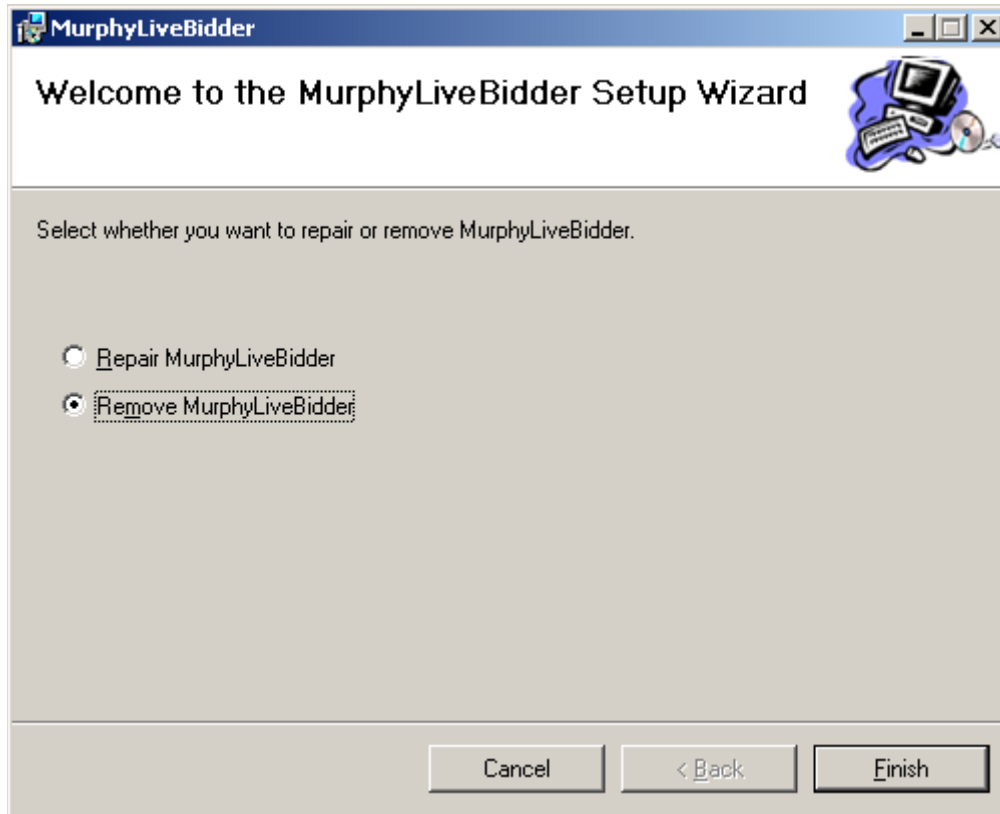 MurphyLiveBidder
Welcome to the MurphyLiveBidder Setup Wizard
Select whether you want to repair or remove MurphyLiveBidder.
Repair MurphyLiveBidder
Remove MurphyLiveBidder
Cancel
< Back
Finish